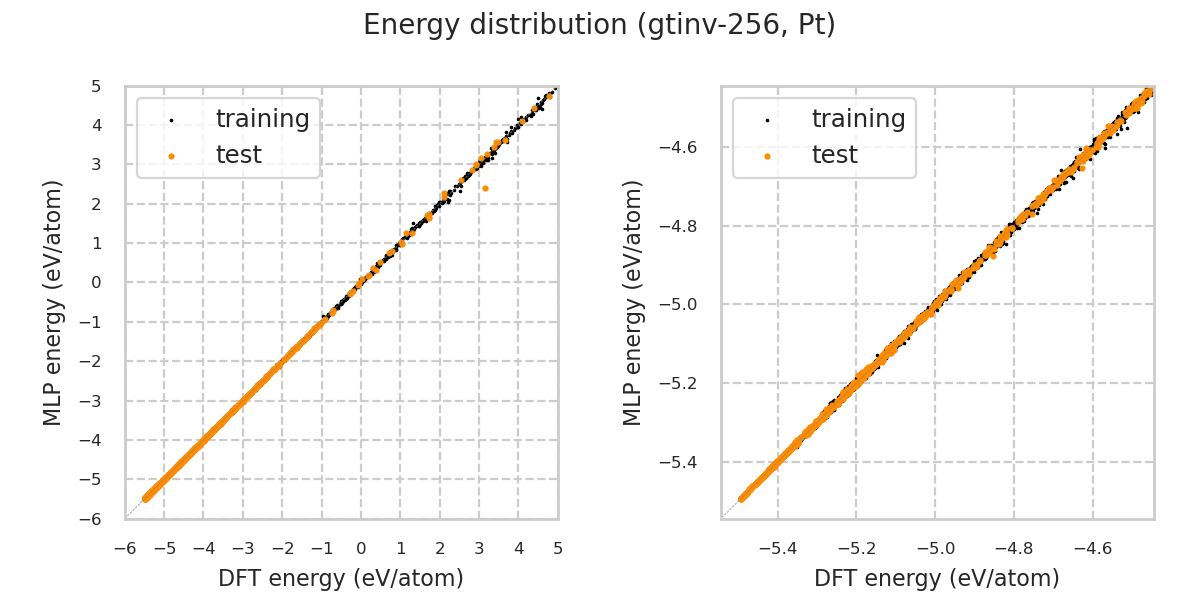 Energy distribution (gtinv-256, Pt)
training
test
5
4
3
2
1
0
−1
−2
−3
−4
−5
−6
−6 −5 −4 −3 −2 −1 0 1 2 3 4 5
MLP energy (eV/atom)
DFT energy (eV/atom)
training
test
−4.6
−4.8
−5.0
−5.2
−5.4
−5.4 −5.2 −5.0 −4.8 −4.6
MLP energy (eV/atom)
DFT energy (eV/atom)